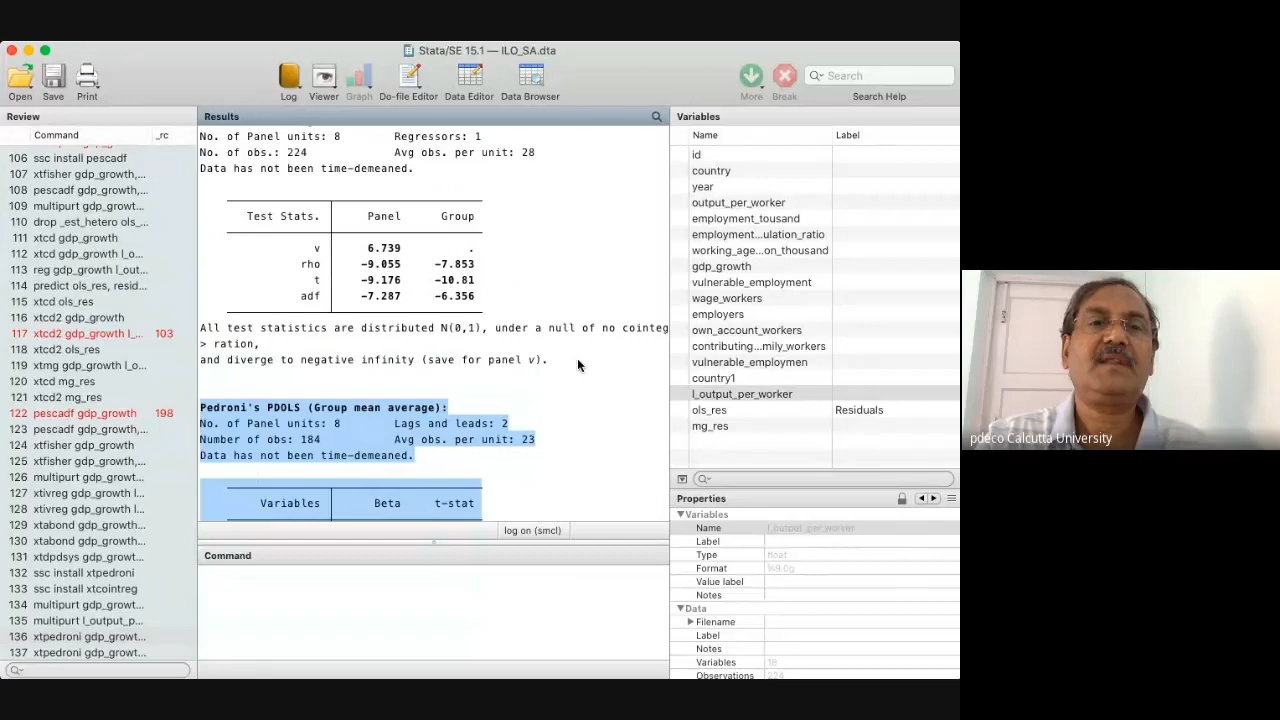 Stata/SE 15.1 — ILO_SA.dta
Open Save Print Log Viewer Graph Do-file Editor Data Editor Data Browser More Break Search Search Help
Review
Command _rc
106 ssc install pescadf
107 xtfisher gdp_growth,...
108 pescadf gdp_growth,...
109 multipurt gdp_growt...
110 drop _est_hetero ols_...
111 xtcd gdp_growth
112 xtcd gdp_growth l_o...
113 reg gdp_growth l_out...
114 predict ols_res, resid...
115 xtcd ols_res
116 xtcd2 gdp_growth
117 xtcd2 gdp_growth l_... 103
118 xtcd2 ols_res
119 xtmg gdp_growth l_o...
120 xtcd mg_res
121 xtcd2 mg_res
122 pescadf gdp_growth 198
123 pescadf gdp_growth,...
124 xtfisher gdp_growth
125 xtfisher gdp_growth,...
126 multipurt gdp_growt...
127 xtivreg gdp_growth l...
128 xtivreg gdp_growth l...
129 xtabond gdp_growth...
130 xtabond gdp_growth...
131 xtdpdsys gdp_growt...
132 ssc install xtpedroni
133 ssc install xtcointreg
134 multipurt gdp_growt...
135 multipurt l_output_p...
136 xtpedroni gdp_growt...
137 xtpedroni gdp_growt...
Results
No. of Panel units: 8 Regressors: 1
No. of obs.: 224 Avg obs. per unit: 28
Data has not been time-demeaned.
Test Stats. Panel Group
v 6.739 .
rho -9.055 -7.853
t -9.176 -10.81
adf -7.287 -6.356
All test statistics are distributed N(0,1), under a null of no cointeg
> ration,
and diverge to negative infinity (save for panel v).
Pedroni's PDOLS (Group mean average):
No. of Panel units: 8 Lags and leads: 2
Number of obs: 184 Avg obs. per unit: 23
Data has not been time-demeaned.
Variables Beta t-stat
log on (smcl)
Command
Variables
Name Label
id
country
year
output_per_worker
employment_tousand
employment...ulation_ratio
working_age...on_thousand
gdp_growth
vulnerable_employment
wage_workers
employers
own_account_workers
contributing...mily_workers
vulnerable_employmen
country1
l_output_per_worker
ols_res Residuals
mg_res
Properties
Variables
Name l_output_per_worker
Label
Type float
Format %9.0g
Value label
Notes
Data
Filename
Label
Notes
Variables 18
Observations 224
pdeco Calcutta University